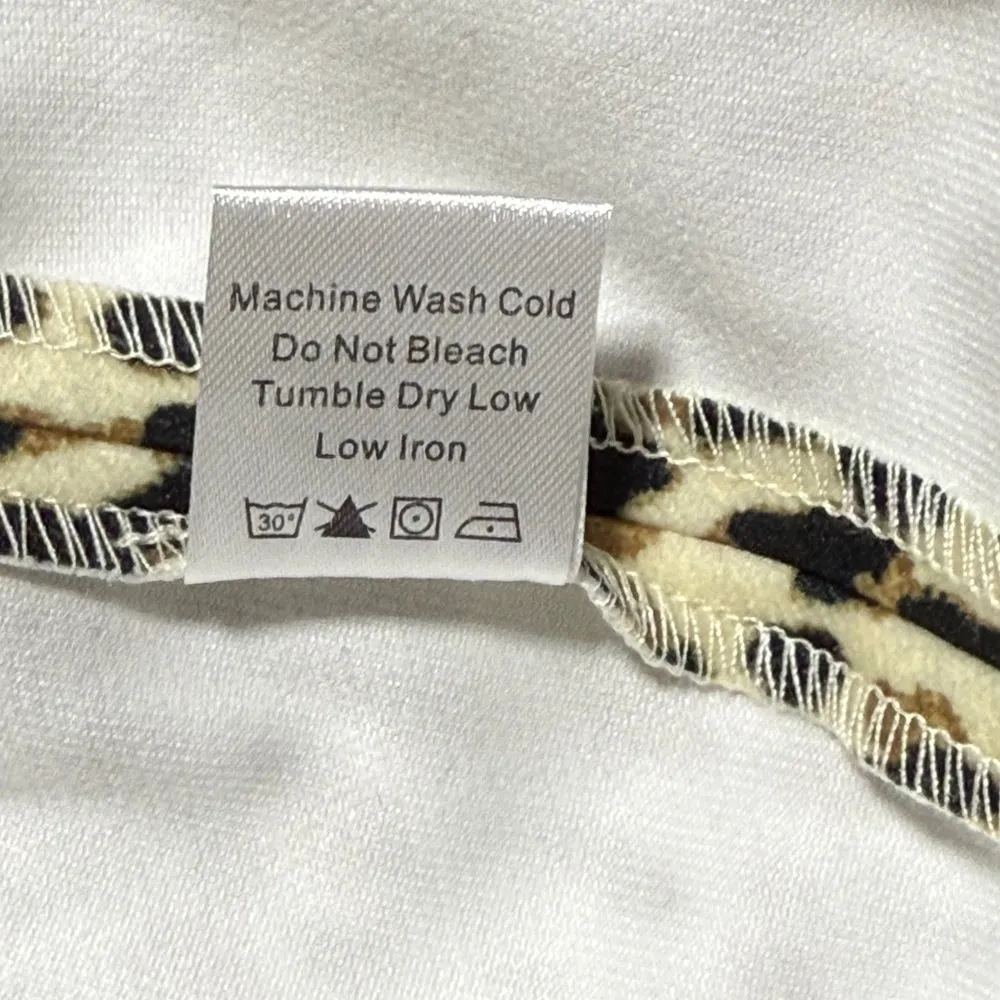 Machine Wash Cold
Do Not Bleach
Tumble Dry Low
Low Iron
30°